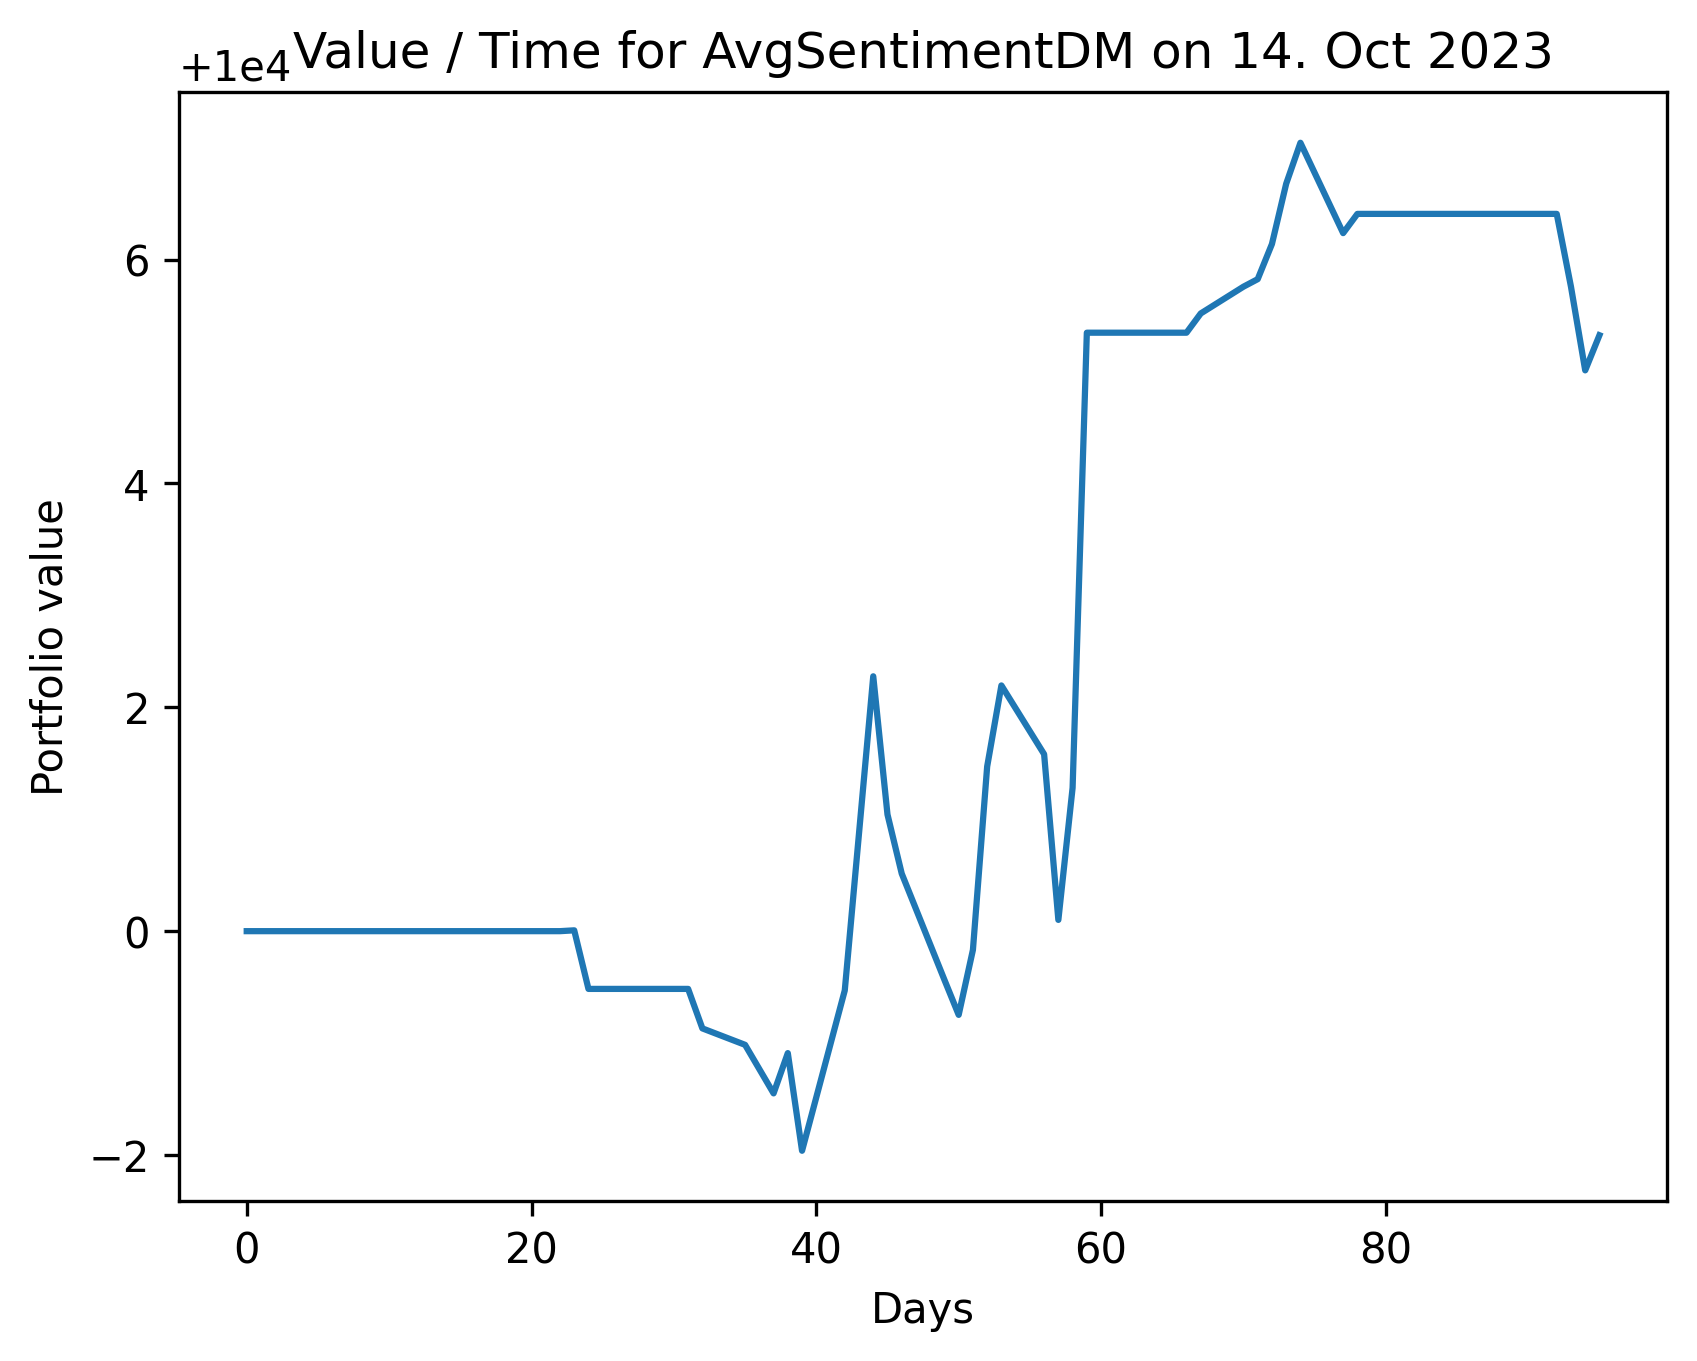 Value / Time for AvgSentimentDM on 14. Oct 2023
+1e4
6
4
2
0
−2
Portfolio value
0 20 40 60 80
Days